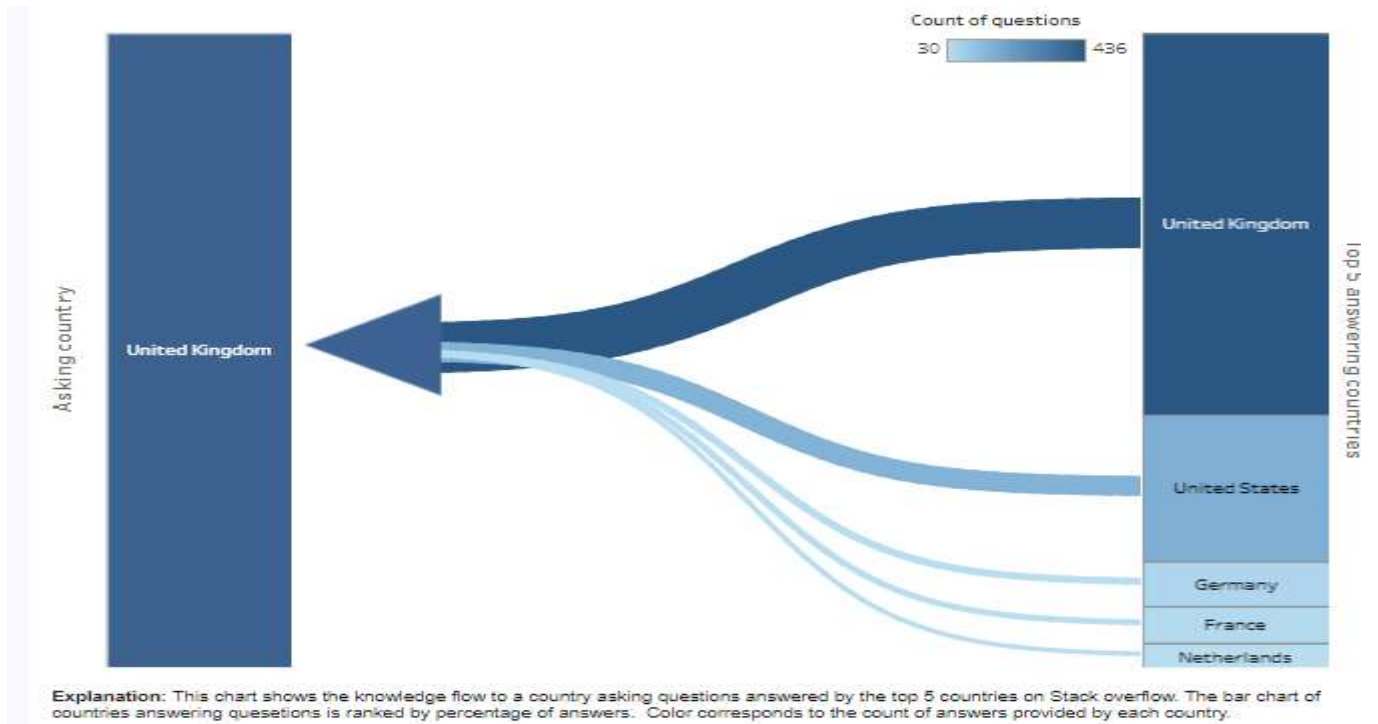 Count of questions
30 436
Asking country
United Kingdom
United Kingdom
United States
Germany
France
Netherlands
Top 5 answering countries
Explanation: This chart shows the knowledge flow to a country asking questions answered by the top 5 countries on Stack overflow. The bar chart of
countries answering quesetions is ranked by percentage of answers. Color corresponds to the count of answers provided by each country.